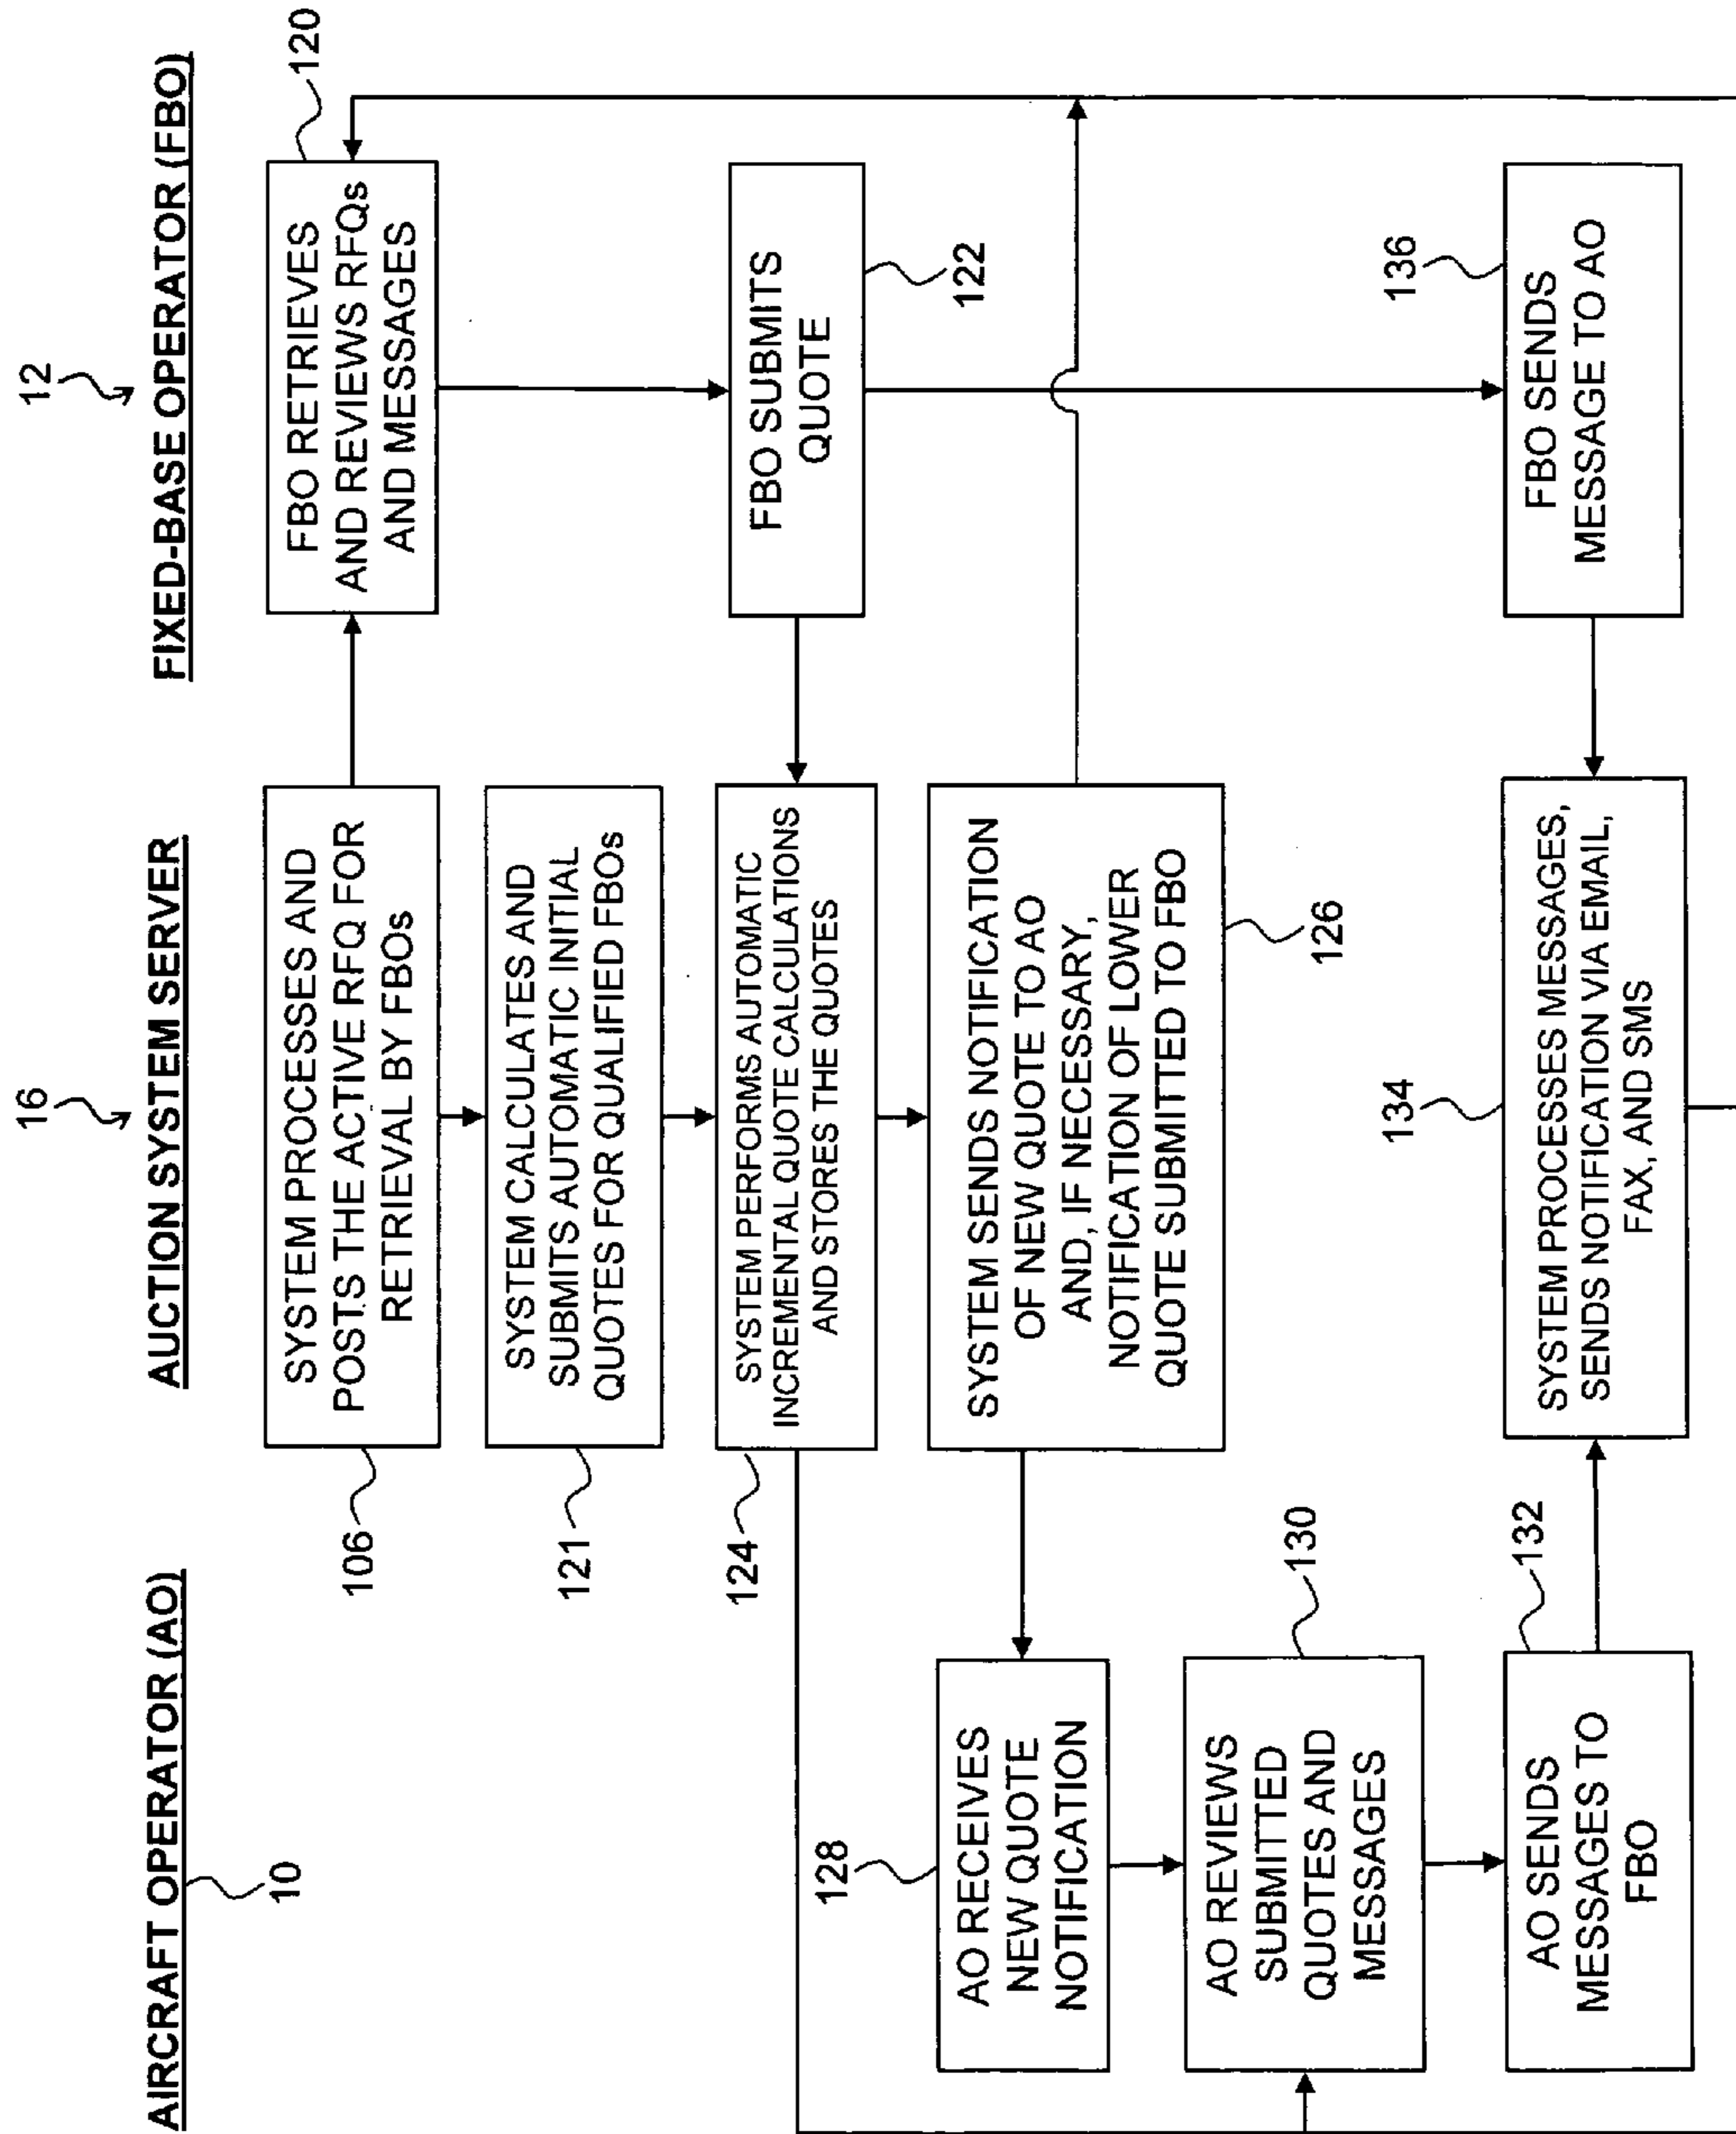 12
16
AIRCRAFT OPERATOR (AO)
AUCTION SYSTEM SERVER
FIXED-BASE OPERATOR (FBO)
10
120
SYSTEM PROCESSES AND
POSTS THE ACTIVE RFQ FOR
RETRIEVAL BY FBOs
106
FBO RETRIEVES
AND REVIEWS RFQs
AND MESSAGES
SYSTEM CALCULATES AND
SUBMITS AUTOMATIC INITIAL
QUOTES FOR QUALIFIED FBOs
121
SYSTEM PERFORMS AUTOMATIC
INCREMENTAL QUOTE CALCULATIONS
AND STORES THE QUOTES
124
FBO SUBMITS
QUOTE
122
SYSTEM SENDS NOTIFICATION
OF NEW QUOTE TO AO
AND, IF NECESSARY,
NOTIFICATION OF LOWER
QUOTE SUBMITTED TO FBO
126
128
AO RECEIVES
NEW QUOTE
NOTIFICATION
AO REVIEWS
SUBMITTED
QUOTES AND
MESSAGES
130
AO SENDS
MESSAGES TO
FBO
132
134
SYSTEM PROCESSES MESSAGES,
SENDS NOTIFICATION VIA EMAIL,
FAX, AND SMS
136
FBO SENDS
MESSAGE TO AO